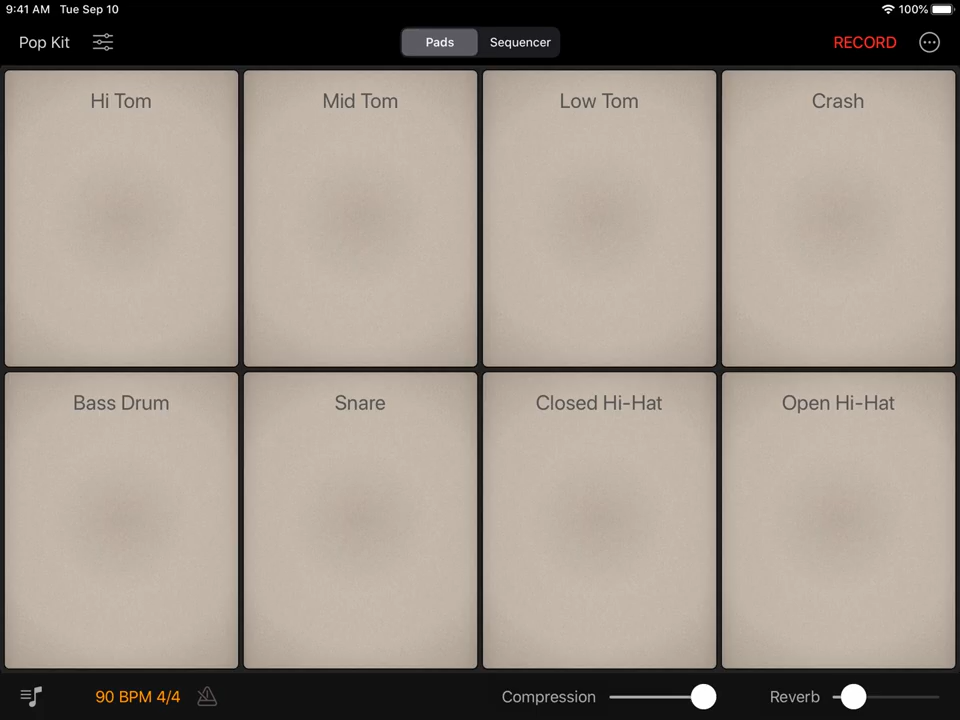 9:41 AM Tue Sep 10 100%
Pop Kit Pads Sequencer RECORD
Hi Tom Mid Tom Low Tom Crash
Bass Drum Snare Closed Hi-Hat Open Hi-Hat
90 BPM 4/4 Compression Reverb